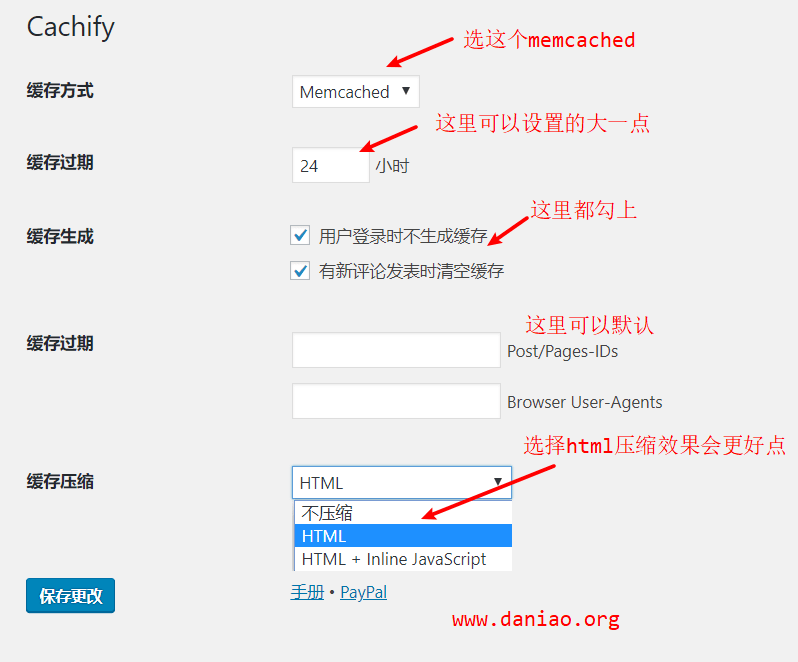 Cachify
选这个memcached
缓存方式
Memcached
这里可以设置的大一点
缓存过期
24 小时
这里都勾上
缓存生成
用户登录时不生成缓存
有新评论发表时清空缓存
这里可以默认
缓存过期
Post/Pages-IDs
Browser User-Agents
选择html压缩效果会更好点
缓存压缩
HTML
不压缩
HTML
HTML + Inline JavaScript
保存更改
手册 • PayPal
www.daniao.org